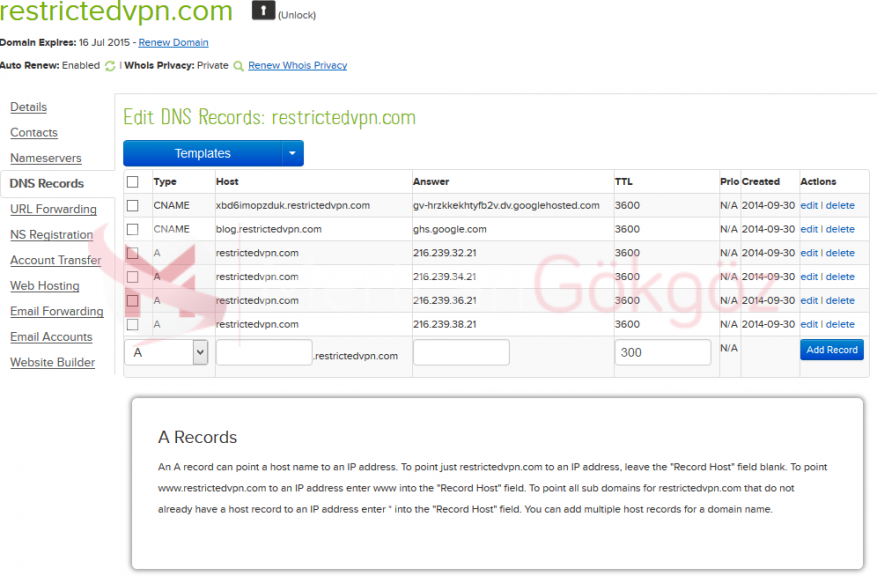 restrictedvpn.com (Unlock)
Domain Expires: 16 Jul 2015 - Renew Domain
Auto Renew: Enabled | Whois Privacy: Private Renew Whois Privacy
Details
Contacts
Nameservers
DNS Records
URL Forwarding
NS Registration
Account Transfer
Web Hosting
Email Forwarding
Email Accounts
Website Builder
Edit DNS Records: restrictedvpn.com
Templates
Type Host Answer TTL Prio Created Actions
CNAME xbd6imopzduk.restrictedvpn.com gv-hrzkkekhtyfb2v.dv.googlehosted.com 3600 N/A 2014-09-30 edit | delete
CNAME blog.restrictedvpn.com ghs.google.com 3600 N/A 2014-09-30 edit | delete
A restrictedvpn.com 216.239.32.21 3600 N/A 2014-09-30 edit | delete
A restrictedvpn.com 216.239.34.21 3600 N/A 2014-09-30 edit | delete
A restrictedvpn.com 216.239.36.21 3600 N/A 2014-09-30 edit | delete
A restrictedvpn.com 216.239.38.21 3600 N/A 2014-09-30 edit | delete
A .restrictedvpn.com 300 N/A Add Record
Gökgöz
A Records
An A record can point a host name to an IP address. To point just restrictedvpn.com to an IP address, leave the "Record Host" field blank. To point
www.restrictedvpn.com to an IP address enter www into the "Record Host" field. To point all sub domains for restrictedvpn.com that do not
already have a host record to an IP address enter * into the "Record Host" field. You can add multiple host records for a domain name.